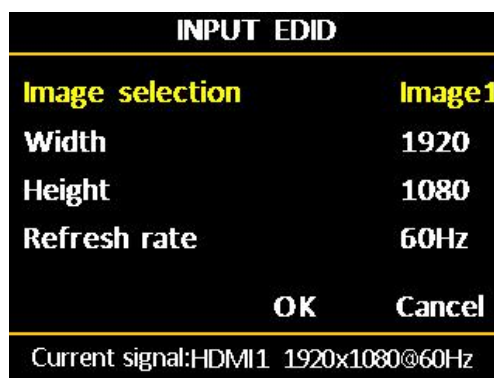 INPUT EDID
Image selection Image1
Width 1920
Height 1080
Refresh rate 60Hz
OK Cancel
Current signal:HDMI1 1920x1080@60Hz